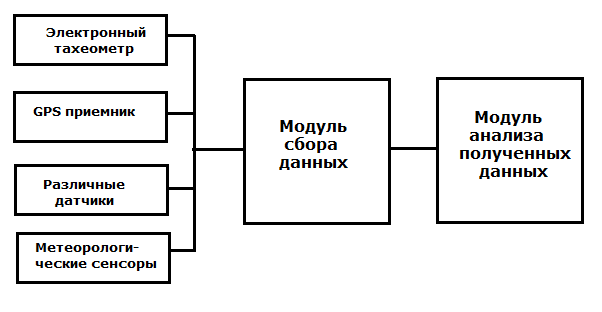 Электронный
тахеометр
GPS приемник
Различные
датчики
Метеорологи-
ческие сенсоры
Модуль
сбора
данных
Модуль
анализа
полученных
данных